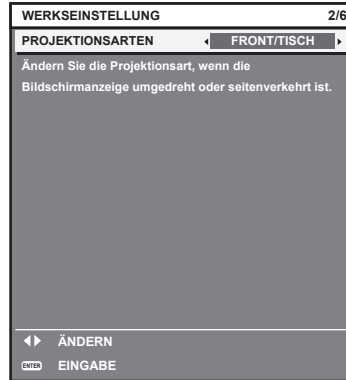 WERKSEINSTELLUNG 2/6
PROJEKTIONSARTEN FRONT/TISCH
Ändern Sie die Projektionsart, wenn die
Bildschirmanzeige umgedreht oder seitenverkehrt ist.
ÄNDERN
ENTER EINGABE